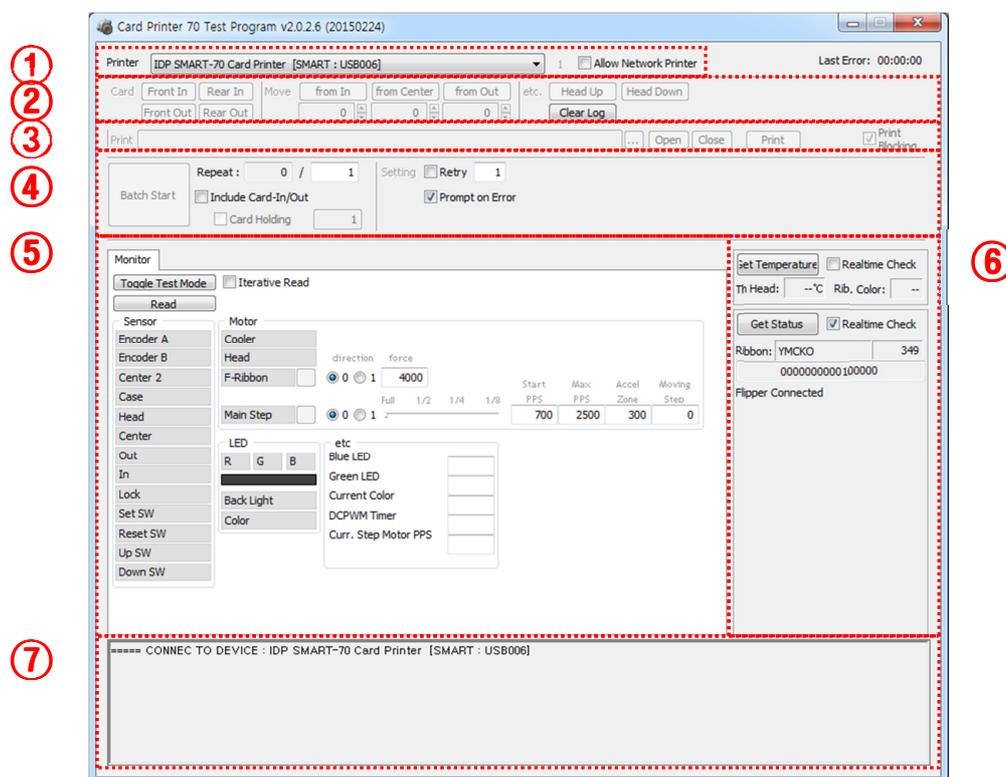 Card Printer 70 Test Program v2.0.2.6 (20150224)
①
Printer IDP SMART-70 Card Printer [SMART : USB006] 1 Allow Network Printer Last Error: 00:00:00
②
Card Front In Rear In Move from In from Center from Out etc. Head Up Head Down
Front Out Rear Out 0 0 0 Clear Log
③
Print ... Open Close Print Print Blocking
④
Batch Start Repeat : 0 / 1 Setting Retry 1
Include Card-In/Out Prompt on Error
Card Holding 1
⑤
Monitor
Toggle Test Mode Iterative Read
Read
Sensor
Encoder A
Encoder B
Center 2
Case
Head
Center
Out
In
Lock
Set SW
Reset SW
Up SW
Down SW
Motor
Cooler
Head direction force
F-Ribbon 0 1 4000
Full 1/2 1/4 1/8 Start PPS Max PPS Accel Zone Moving Step
Main Step 0 1 700 2500 300 0
LED
R G B
Back Light
Color
etc
Blue LED
Green LED
Current Color
DCPWM Timer
Curr. Step Motor PPS
⑥
Get Temperature Realtime Check
Th Head: --℃ Rib. Color: --
Get Status Realtime Check
Ribbon: YMCKO 349
0000000000100000
Flipper Connected
⑦
===== CONNEC TO DEVICE : IDP SMART-70 Card Printer [SMART : USB006]